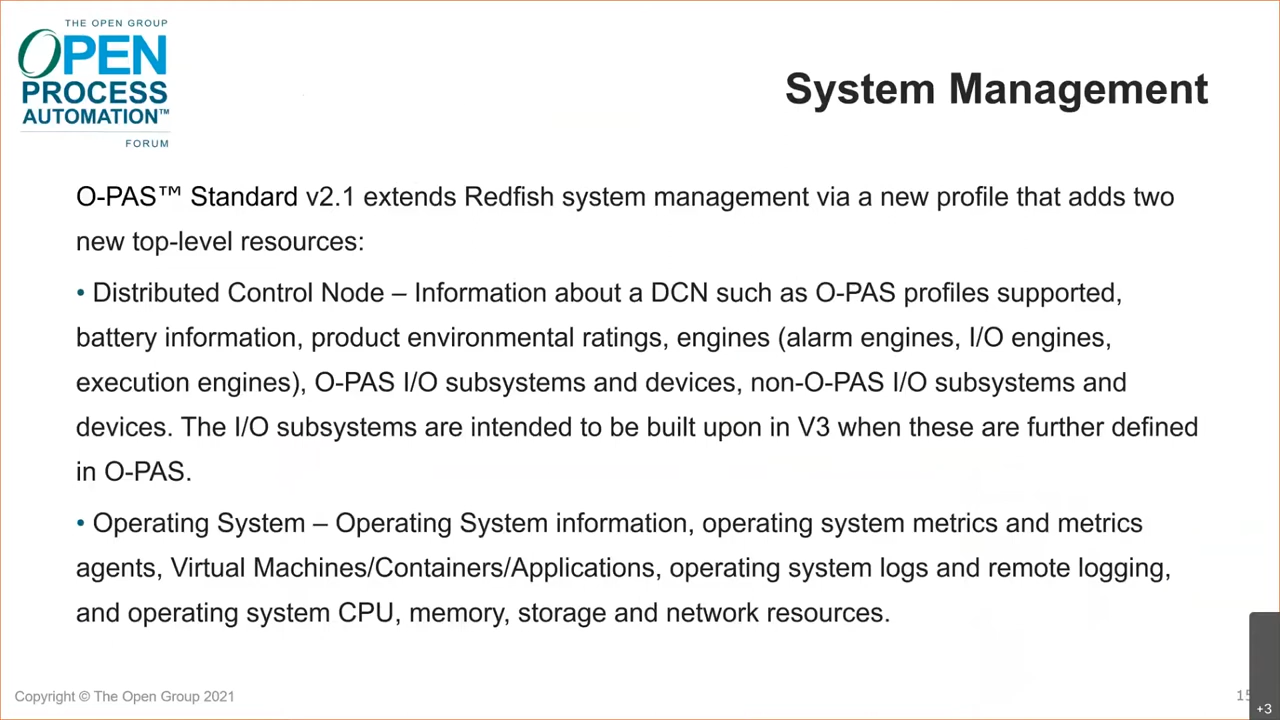 THE OPEN GROUP
OPEN
PROCESS
AUTOMATION™
FORUM
System Management
O-PAS™ Standard v2.1 extends Redfish system management via a new profile that adds two
new top-level resources:
• Distributed Control Node – Information about a DCN such as O-PAS profiles supported,
battery information, product environmental ratings, engines (alarm engines, I/O engines,
execution engines), O-PAS I/O subsystems and devices, non-O-PAS I/O subsystems and
devices. The I/O subsystems are intended to be built upon in V3 when these are further defined
in O-PAS.
• Operating System – Operating System information, operating system metrics and metrics
agents, Virtual Machines/Containers/Applications, operating system logs and remote logging,
and operating system CPU, memory, storage and network resources.
Copyright © The Open Group 2021
+3